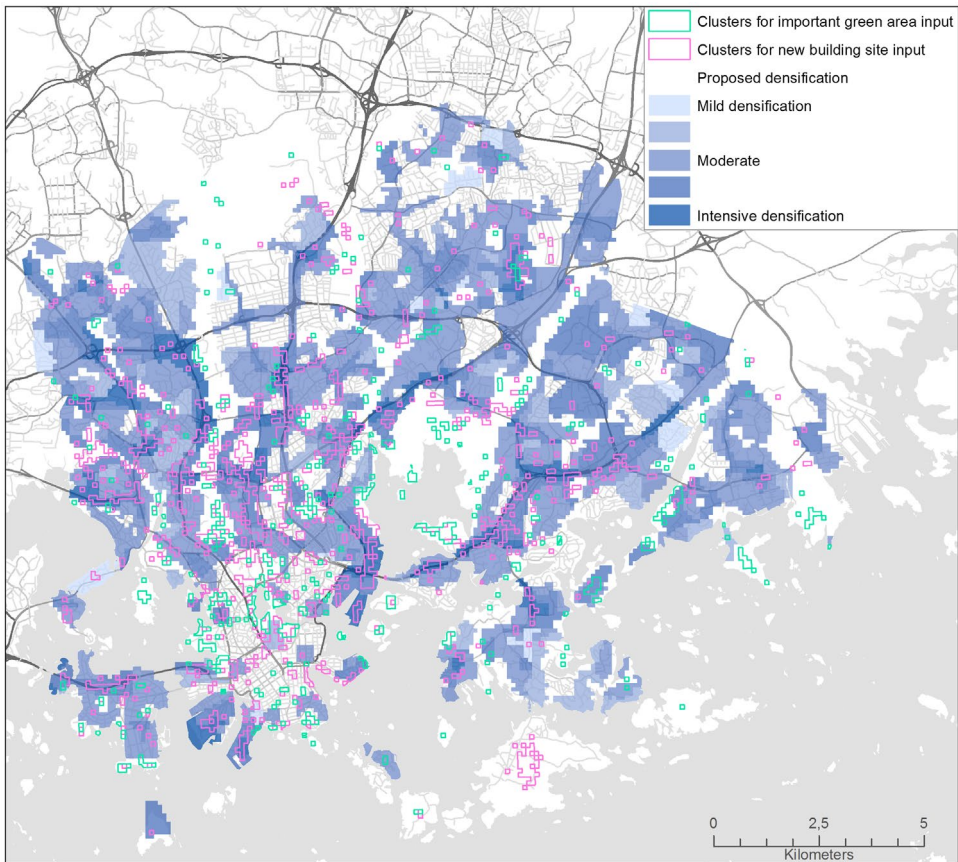 Clusters for important green area input
Clusters for new building site input
Proposed densification
Mild densification
Moderate
Intensive densification
0 2,5 5
Kilometers